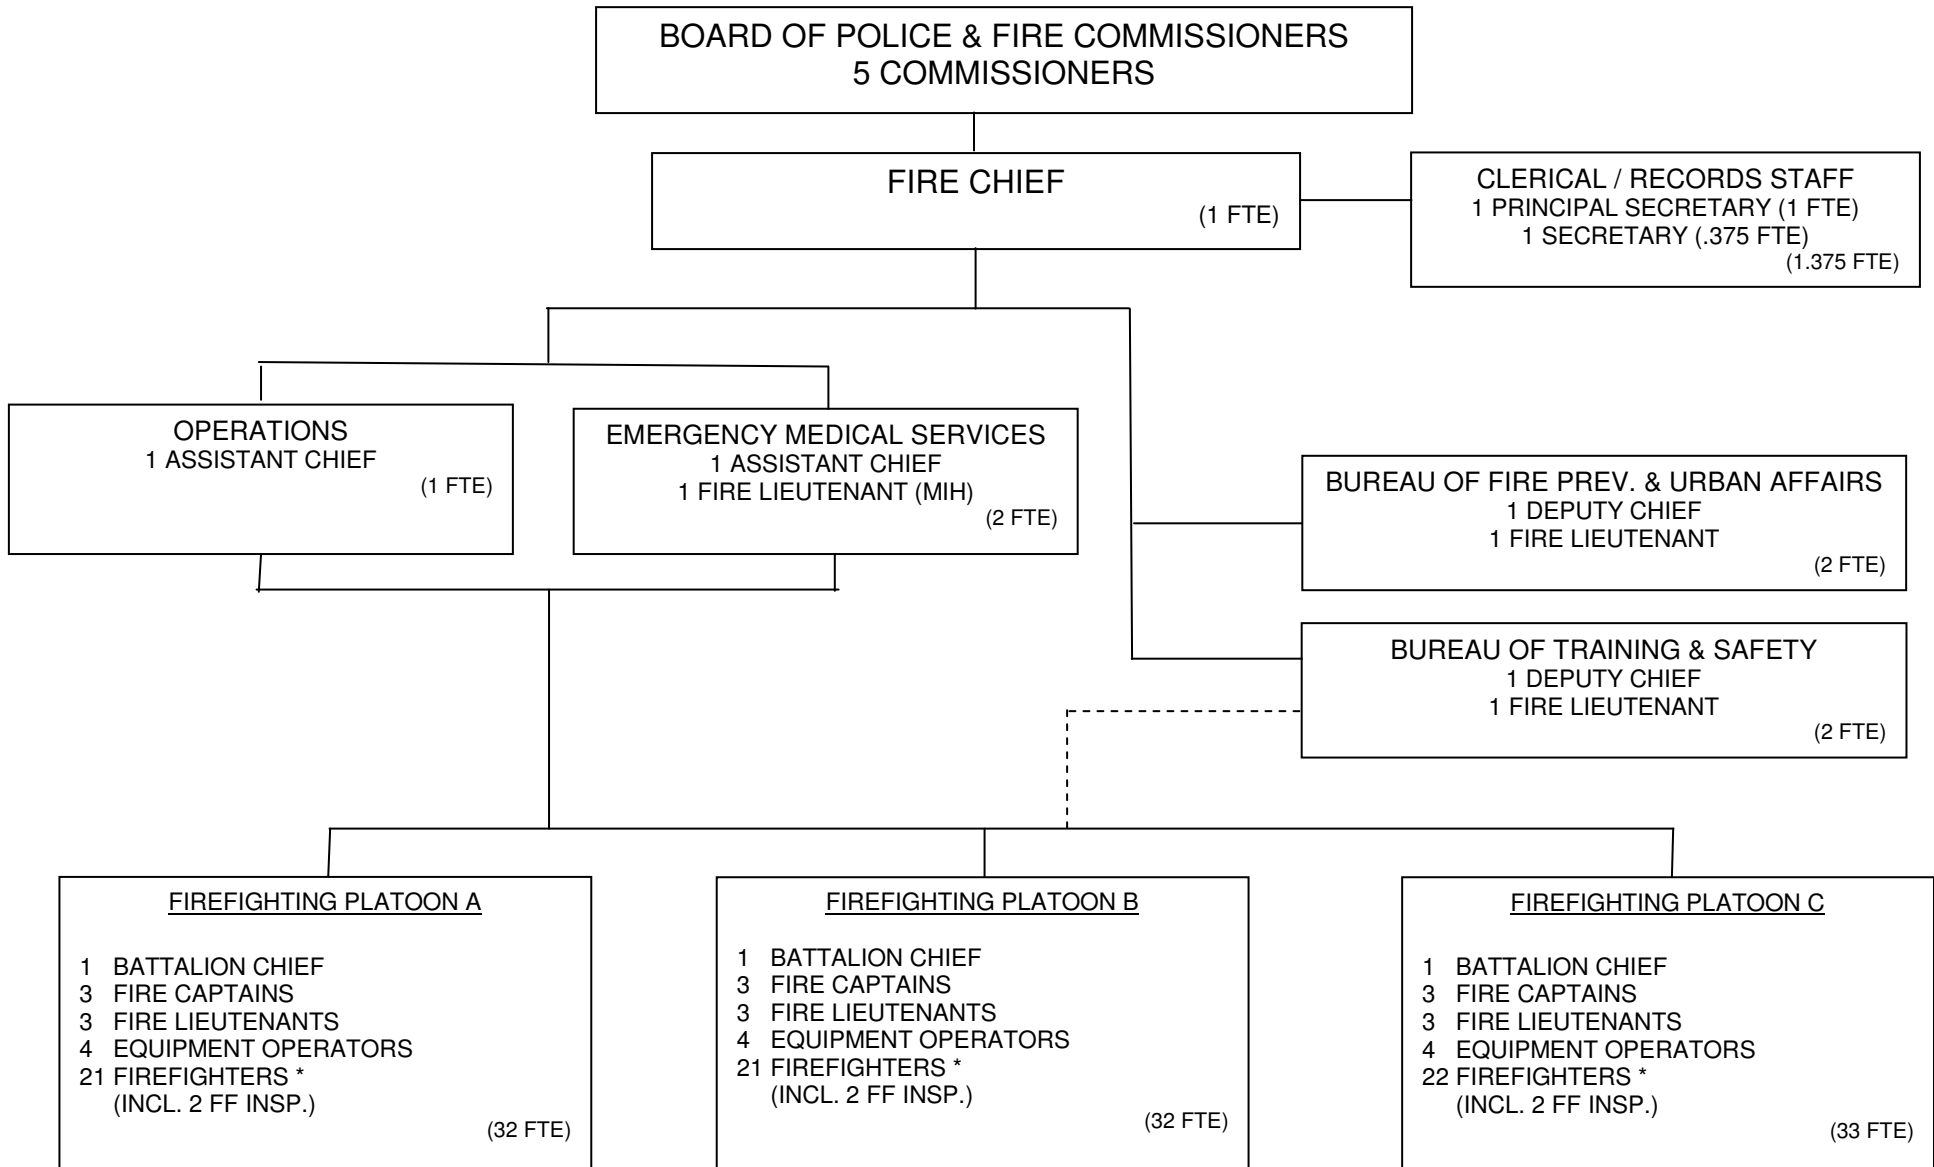 BOARD OF POLICE & FIRE COMMISSIONERS
5 COMMISSIONERS
FIRE CHIEF
(1 FTE)
CLERICAL / RECORDS STAFF
1 PRINCIPAL SECRETARY (1 FTE)
1 SECRETARY (.375 FTE)
(1.375 FTE)
OPERATIONS
1 ASSISTANT CHIEF
(1 FTE)
EMERGENCY MEDICAL SERVICES
1 ASSISTANT CHIEF
1 FIRE LIEUTENANT (MIH)
(2 FTE)
BUREAU OF FIRE PREV. & URBAN AFFAIRS
1 DEPUTY CHIEF
1 FIRE LIEUTENANT
(2 FTE)
BUREAU OF TRAINING & SAFETY
1 DEPUTY CHIEF
1 FIRE LIEUTENANT
(2 FTE)
FIREFIGHTING PLATOON A
1 BATTALION CHIEF
3 FIRE CAPTAINS
3 FIRE LIEUTENANTS
4 EQUIPMENT OPERATORS
21 FIREFIGHTERS *
(INCL. 2 FF INSP.)
(32 FTE)
FIREFIGHTING PLATOON B
1 BATTALION CHIEF
3 FIRE CAPTAINS
3 FIRE LIEUTENANTS
4 EQUIPMENT OPERATORS
21 FIREFIGHTERS *
(INCL. 2 FF INSP.)
(32 FTE)
FIREFIGHTING PLATOON C
1 BATTALION CHIEF
3 FIRE CAPTAINS
3 FIRE LIEUTENANTS
4 EQUIPMENT OPERATORS
22 FIREFIGHTERS *
(INCL. 2 FF INSP.)
(33 FTE)